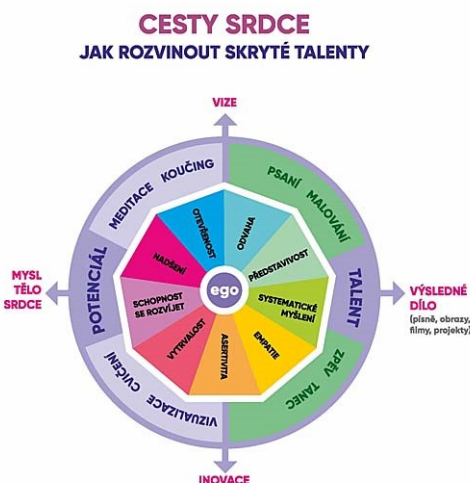 CESTY SRDCE
JAK ROZVINOUT SKRYTÉ TALENTY
VIZE
MEDITACE KOUČING
PSANÍ MALOVÁNÍ
OTEVŘENOST
ODVAHA
NADŠENÍ
PŘEDSTAVIVOST
MYSL
TĚLO
SRDCE
POTENCIÁL
ego
TALENT
VÝSLEDNÉ
DÍLO
(písně, obrazy,
filmy, projekty)
SCHOPNOST
SE ROZVÍJET
SYSTEMATICKÉ
MYŠLENÍ
VYTRVALOST
ASERTIVITA
EMPATIE
VIZUALIZACE CVIČENÍ
ZPĚV TANEC
INOVACE